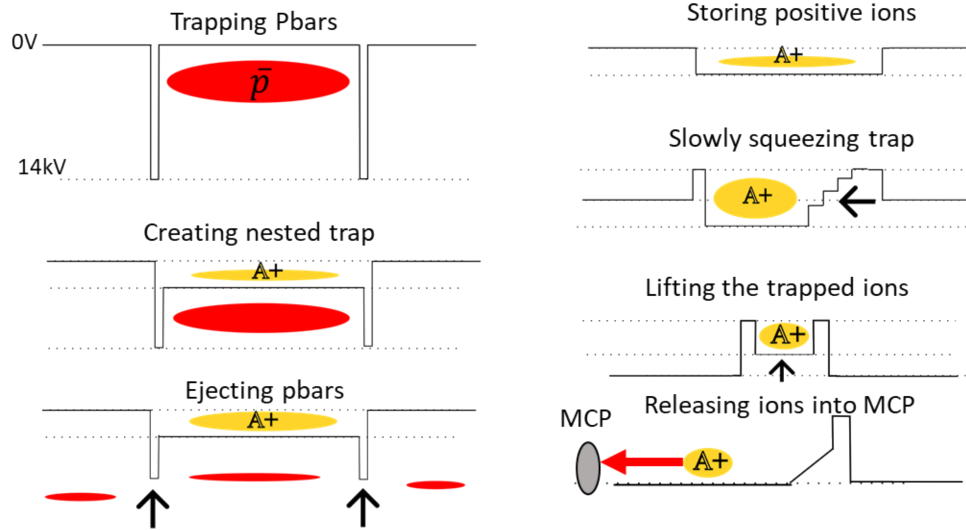 Trapping Pbars
0V
p̄
14kV
Creating nested trap
𝔸+
Ejecting pbars
𝔸+
Storing positive ions
𝔸+
Slowly squeezing trap
𝔸+
Lifting the trapped ions
𝔸+
Releasing ions into MCP
MCP
𝔸+